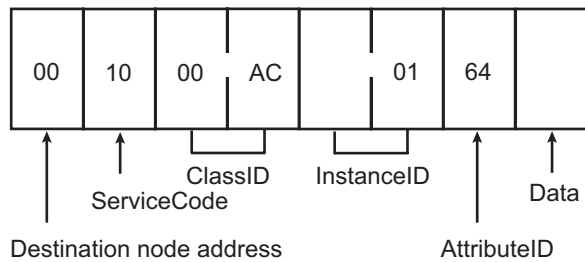 00 10 00 AC 01 64
ClassID InstanceID
ServiceCode Data
Destination node address AttributeID